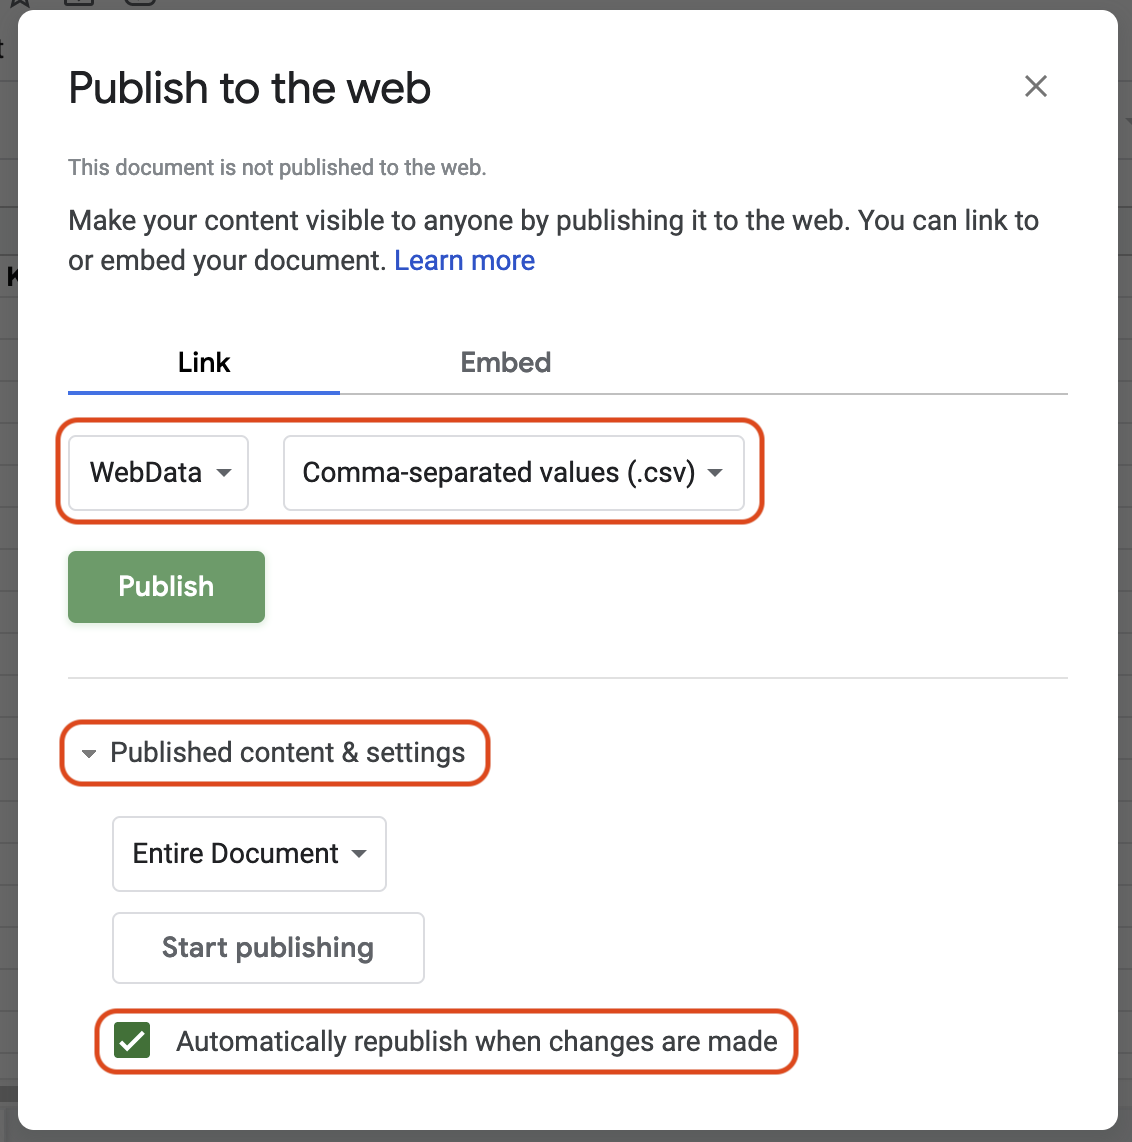 Publish to the web
This document is not published to the web.
Make your content visible to anyone by publishing it to the web. You can link to
or embed your document. Learn more
Link Embed
WebData Comma-separated values (.csv)
Publish
Published content & settings
Entire Document
Start publishing
Automatically republish when changes are made